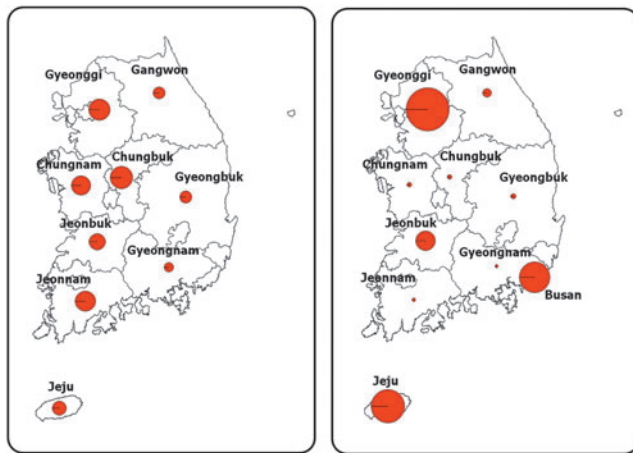 Gyeonggi
Gangwon
Chungnam
Chungbuk
Gyeongbuk
Jeonbuk
Gyeongnam
Jeonnam
Jeju
Gyeonggi
Gangwon
Chungnam
Chungbuk
Gyeongbuk
Jeonbuk
Gyeongnam
Jeonnam
Busan
Jeju